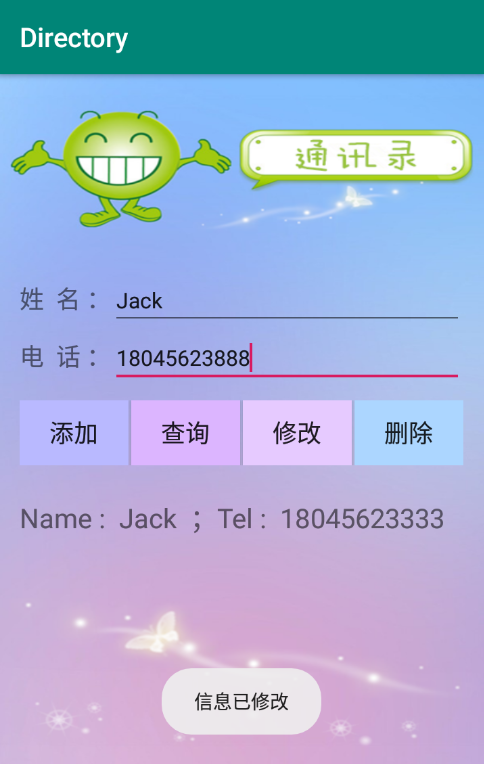 Directory
通讯录
姓 名： Jack
电 话： 18045623888
添加 查询 修改 删除
Name : Jack ； Tel : 18045623333
信息已修改